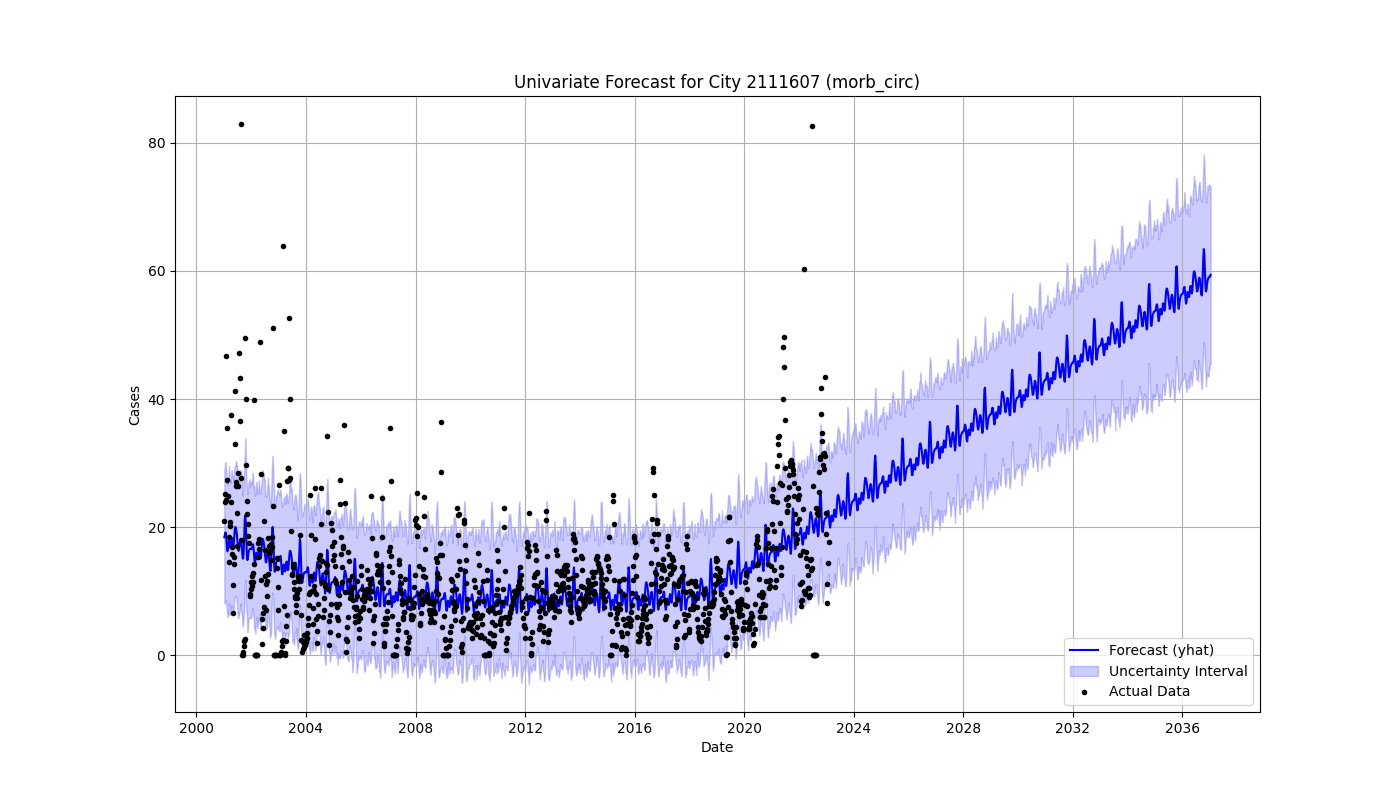 Univariate Forecast for City 2111607 (morb_circ)
Cases
80
60
40
20
0
2000 2004 2008 2012 2016 2020 2024 2028 2032 2036
Date
Forecast (yhat)
Uncertainty Interval
Actual Data